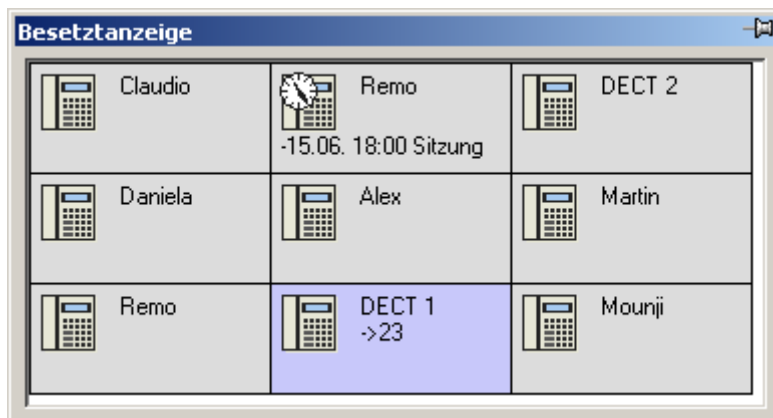 Besetztanzeige
Claudio
Remo
-15.06. 18:00 Sitzung
DECT 2
Daniela
Alex
Martin
Remo
DECT 1
->23
Mounji